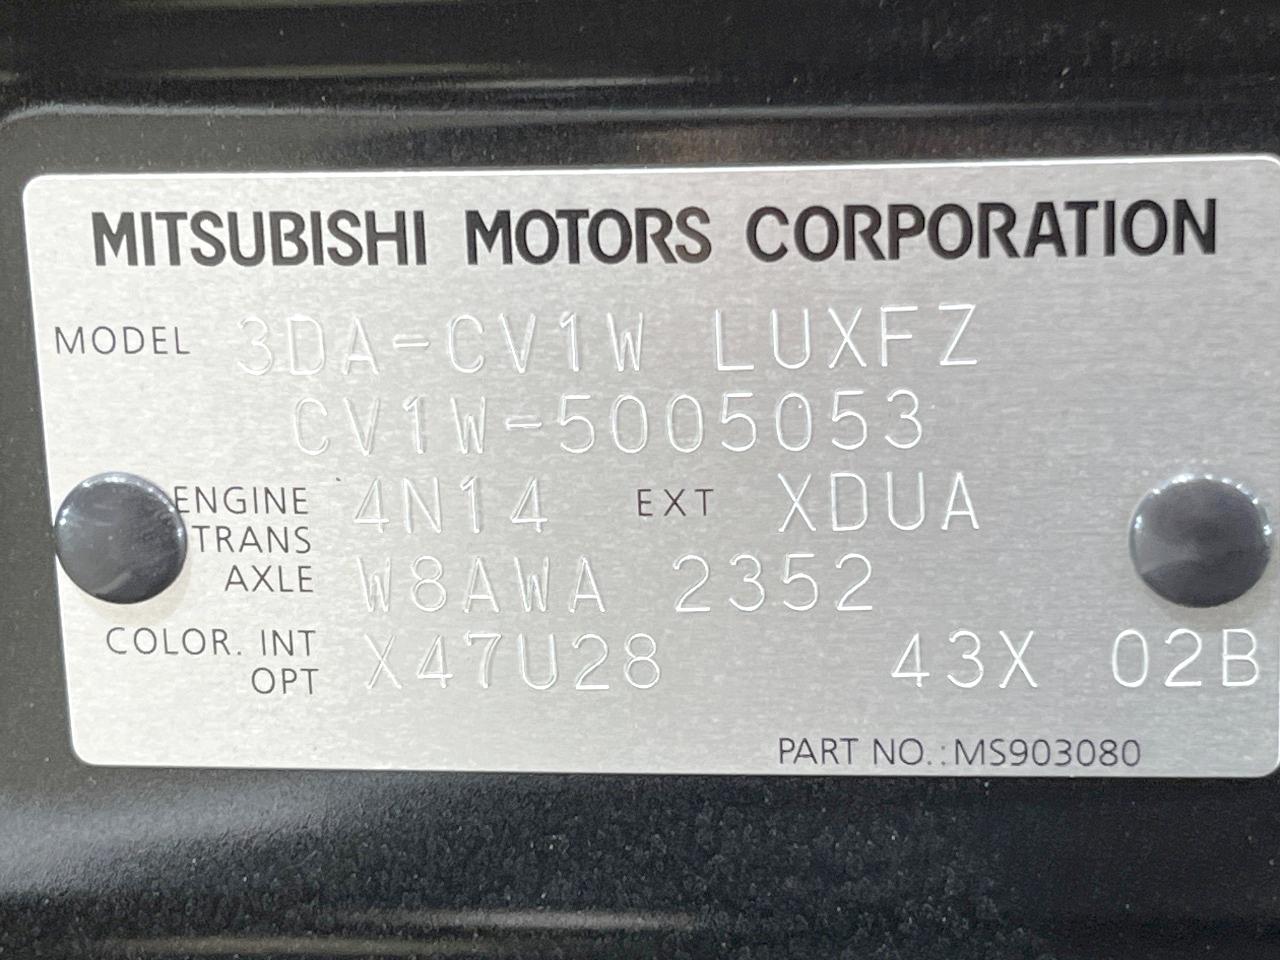 MITSUBISHI MOTORS CORPORATION
MODEL 3DA-CV1W LUXFZ
CV1W-5005053
ENGINE 4N14 EXT XDUA
TRANS
AXLE W8AWA 2352
COLOR. INT
OPT X47U28 43X 02B
PART NO.:MS903080